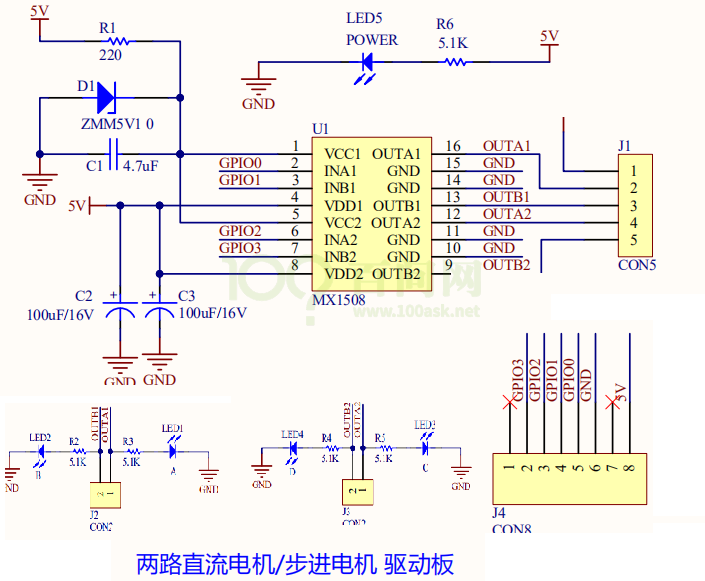 5V
R1
220
D1
ZMM5V1 0
C1 4.7uF
GND
LED5
POWER
R6
5.1K
5V
GND
U1
1 VCC1 OUTA1 16 OUTA1
GPIO0 2 INA1 GND 15 GND
GPIO1 3 INB1 GND 14 GND
5V 4 VDD1 OUTB1 13 OUTB1
5 VCC2 OUTA2 12 OUTA2
GPIO2 6 INA2 GND 11 GND
GPIO3 7 INB2 GND 10 GND
8 VDD2 OUTB2 9 OUTB2
MX1508
J1
1
2
3
4
5
CON5
C2
100uF/16V
C3
100uF/16V
GND GND
100问网
www.100ask.net
GPIO3 GPIO2 GPIO1 GPIO0 GND 5V
1 2 3 4 5 6 7 8
J4
CON8
OUTB1 OUTA1
LED2 R2 R3 LED1
5.1K 5.1K
B A
ND GND
2 1
J2
CON2
OUTB2 OUTA2
LED4 R4 R5 LED3
5.1K 5.1K
D C
GND GND
2 1
J3
CON2
两路直流电机/步进电机 驱动板